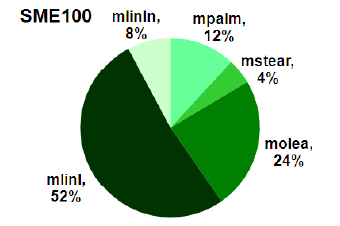 SME100
mlinln,
8%
mpalm,
12%
mstear,
4%
molea,
24%
mlinl,
52%